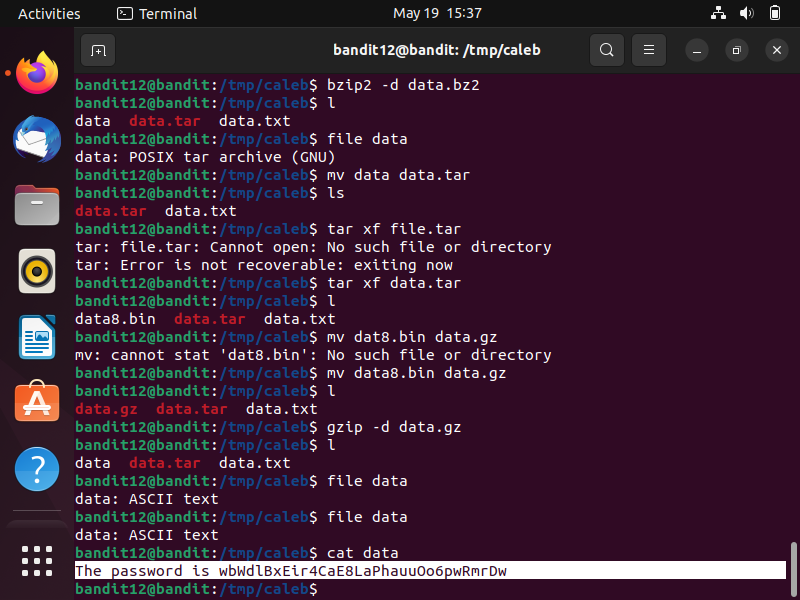 Activities
Terminal
May 19 15:37
bandit12@bandit: /tmp/caleb
bandit12@bandit:/tmp/caleb$ bzip2 -d data.bz2
bandit12@bandit:/tmp/caleb$ l
data data.tar data.txt
bandit12@bandit:/tmp/caleb$ file data
data: POSIX tar archive (GNU)
bandit12@bandit:/tmp/caleb$ mv data data.tar
bandit12@bandit:/tmp/caleb$ ls
data.tar data.txt
bandit12@bandit:/tmp/caleb$ tar xf file.tar
tar: file.tar: Cannot open: No such file or directory
tar: Error is not recoverable: exiting now
bandit12@bandit:/tmp/caleb$ tar xf data.tar
bandit12@bandit:/tmp/caleb$ l
data8.bin data.tar data.txt
bandit12@bandit:/tmp/caleb$ mv dat8.bin data.gz
mv: cannot stat 'dat8.bin': No such file or directory
bandit12@bandit:/tmp/caleb$ mv data8.bin data.gz
bandit12@bandit:/tmp/caleb$ l
data.gz data.tar data.txt
bandit12@bandit:/tmp/caleb$ gzip -d data.gz
bandit12@bandit:/tmp/caleb$ l
data data.tar data.txt
bandit12@bandit:/tmp/caleb$ file data
data: ASCII text
bandit12@bandit:/tmp/caleb$ file data
data: ASCII text
bandit12@bandit:/tmp/caleb$ cat data
The password is wbWdlBxEir4CaE8LaPhauuOo6pwRmrDw
bandit12@bandit:/tmp/caleb$